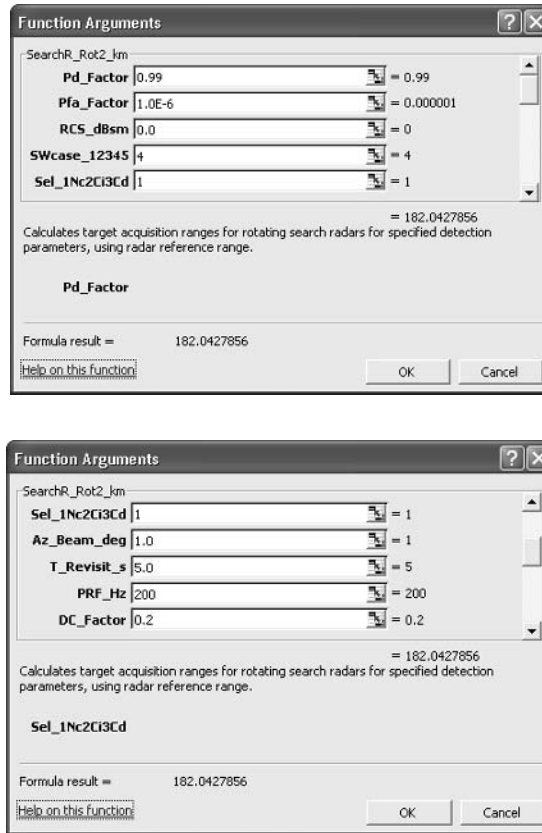 Function Arguments
SearchR_Rot2_km
Pd_Factor 0.99 = 0.99
Pfa_Factor 1.0E-6 = 0.000001
RCS_dBsm 0.0 = 0
SWcase_12345 4 = 4
Sel_1Nc2Ci3Cd 1 = 1
= 182.0427856
Calculates target acquisition ranges for rotating search radars for specified detection
parameters, using radar reference range.
Pd_Factor
Formula result = 182.0427856
Help on this function OK Cancel
Function Arguments
SearchR_Rot2_km
Sel_1Nc2Ci3Cd 1 = 1
Az_Beam_deg 1.0 = 1
T_Revisit_s 5.0 = 5
PRF_Hz 200 = 200
DC_Factor 0.2 = 0.2
= 182.0427856
Calculates target acquisition ranges for rotating search radars for specified detection
parameters, using radar reference range.
Sel_1Nc2Ci3Cd
Formula result = 182.0427856
Help on this function OK Cancel